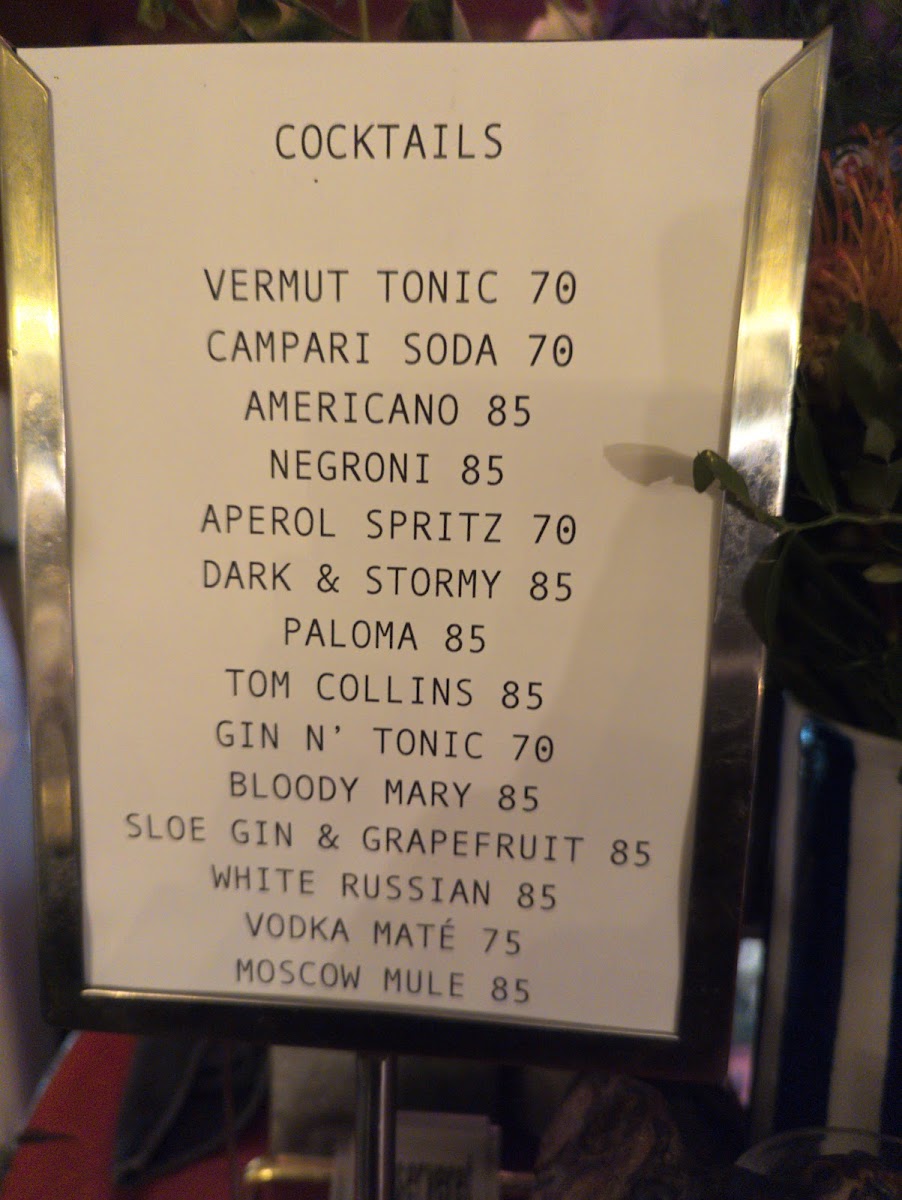 COCKTAILS
VERMUT TONIC 70
CAMPARI SODA 70
AMERICANO 85
NEGRONI 85
APEROL SPRITZ 70
DARK & STORMY 85
PALOMA 85
TOM COLLINS 85
GIN N' TONIC 70
BLOODY MARY 85
SLOE GIN & GRAPEFRUIT 85
WHITE RUSSIAN 85
VODKA MATÉ 75
MOSCOW MULE 85